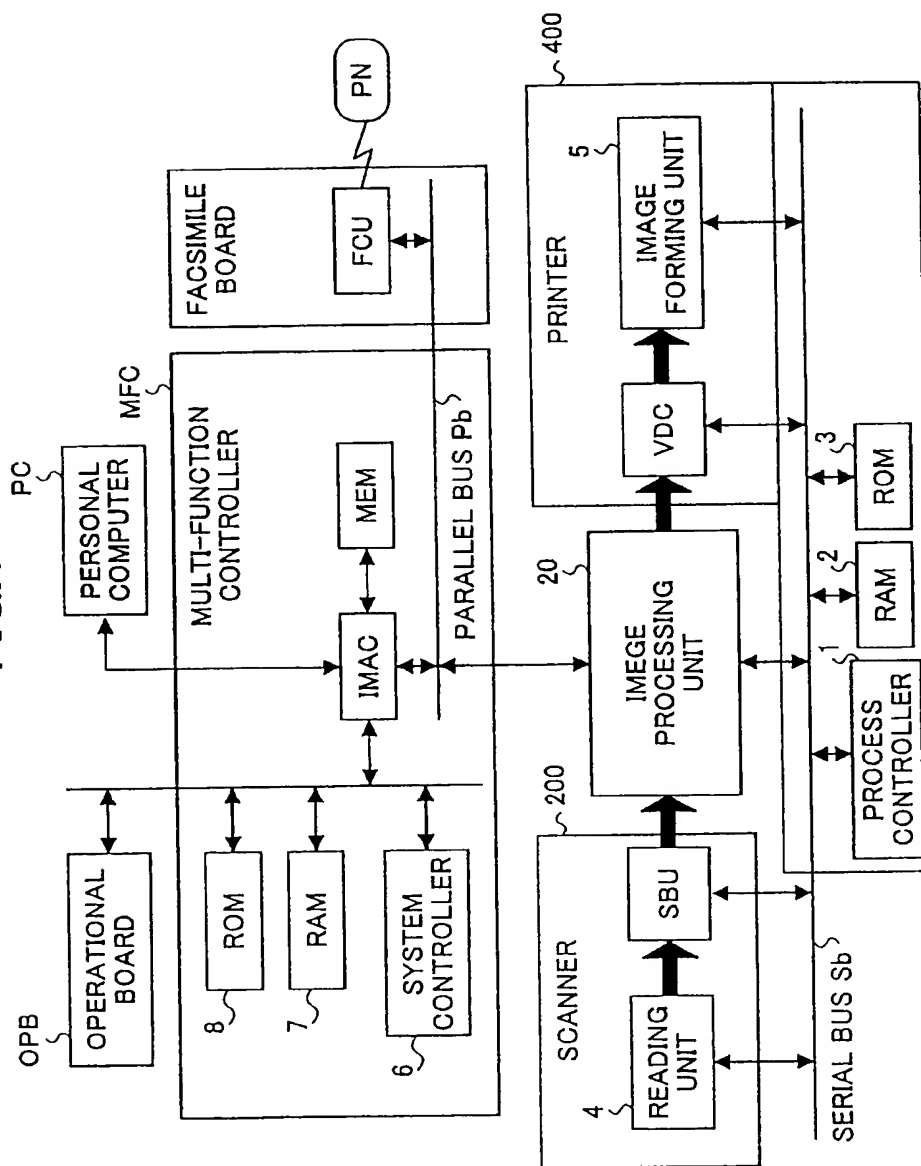 OPB
OPERATIONAL
BOARD
PC
PERSONAL
COMPUTER
MFC
MULTI-FUNCTION
CONTROLLER
8
ROM
7
RAM
6
SYSTEM
CONTROLLER
IMAC
MEM
PARALLEL BUS Pb
FACSIMILE
BOARD
FCU
PN
200
SCANNER
4
READING
UNIT
SBU
20
IMEGE
PROCESSING
UNIT
400
PRINTER
VDC
5
IMAGE
FORMING UNIT
SERIAL BUS Sb
1
PROCESS
CONTROLLER
2
RAM
3
ROM